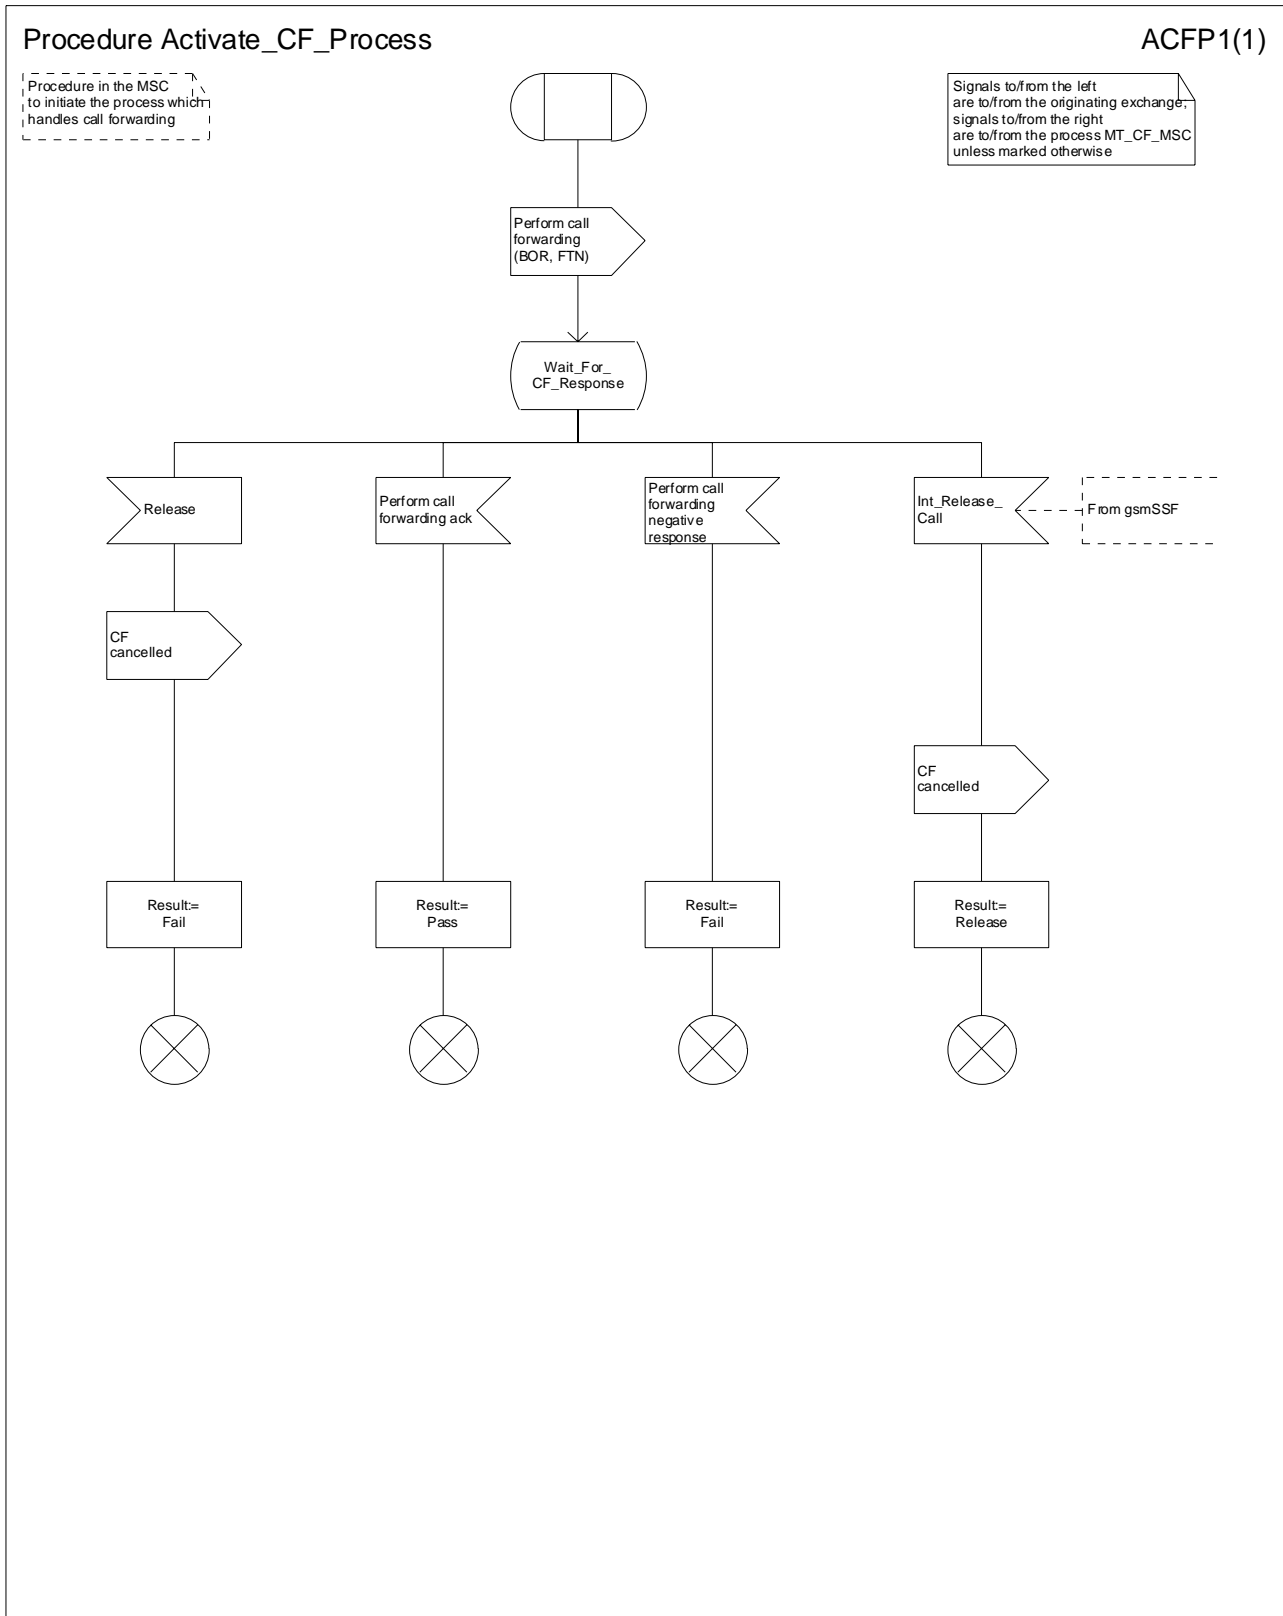 Procedure Activate_CF_Process
ACFP1(1)
Procedure in the MSC
to initiate the process which
handles call forwarding
Signals to/from the left
are to/from the originating exchange;
signals to/from the right
are to/from the process MT_CF_MSC
unless marked otherwise
Perform call
forwarding
(BOR, FTN)
Wait_For_
CF_Response
Release
Perform call
forwarding ack
Perform call
forwarding
negative
response
Int_Release_
Call
From gsmSSF
CF
cancelled
CF
cancelled
Result:=
Fail
Result:=
Pass
Result:=
Fail
Result:=
Release